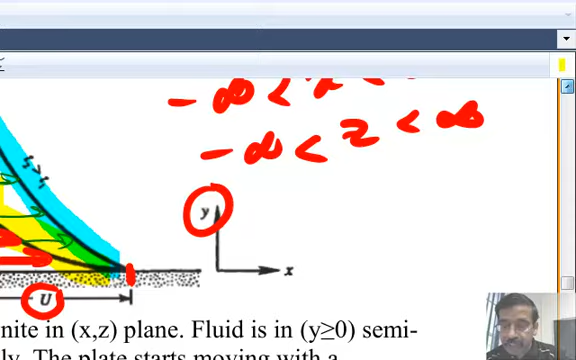 - ∞ < x <
- ∞ < z < ∞
y
x
U
nite in (x,z) plane. Fluid is in (y≥0) semi-
ly. The plate starts moving with a